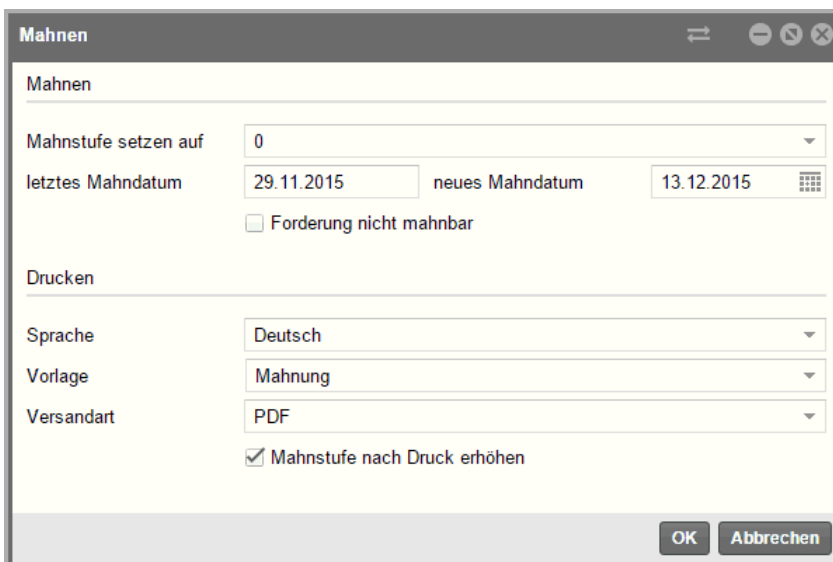 Mahnen
Mahnen
Mahnstufe setzen auf 0
letztes Mahndatum 29.11.2015 neues Mahndatum 13.12.2015
Forderung nicht mahnbar
Drucken
Sprache Deutsch
Vorlage Mahnung
Versandart PDF
Mahnstufe nach Druck erhöhen
OK Abbrechen